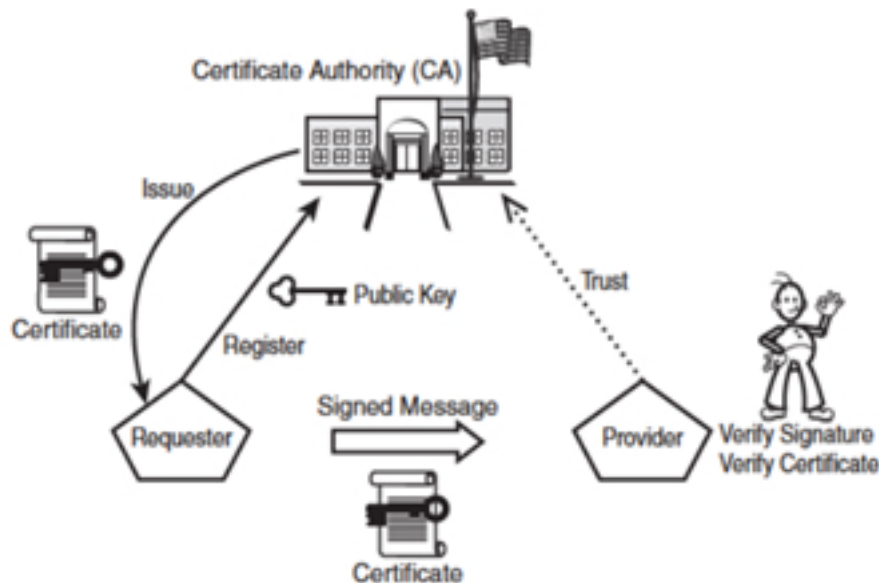 Certificate Authority (CA)
Issue
Certificate
Public Key
Register
Trust
Requester
Signed Message
Provider
Verify Signature
Verify Certificate
Certificate